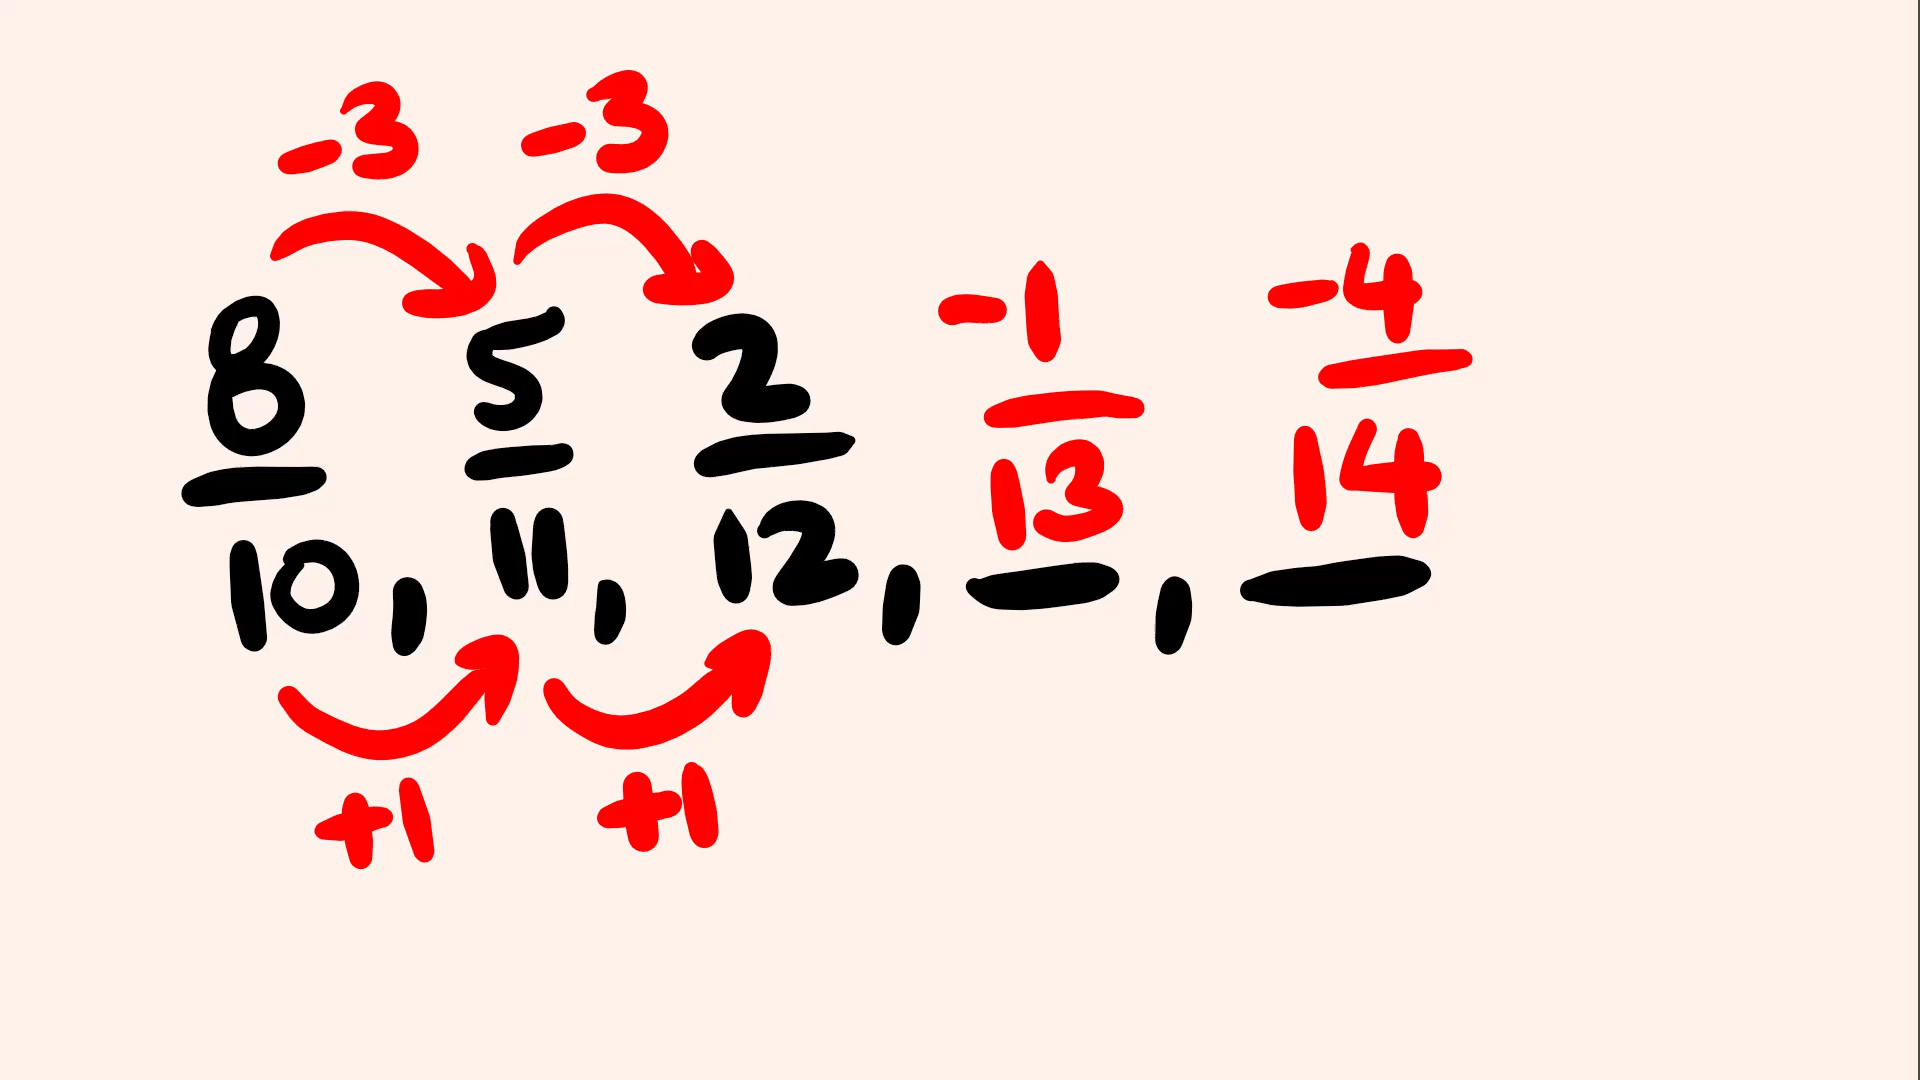 -3 -3
8/10, 5/11, 2/12, -1/13, -4/14
+1 +1